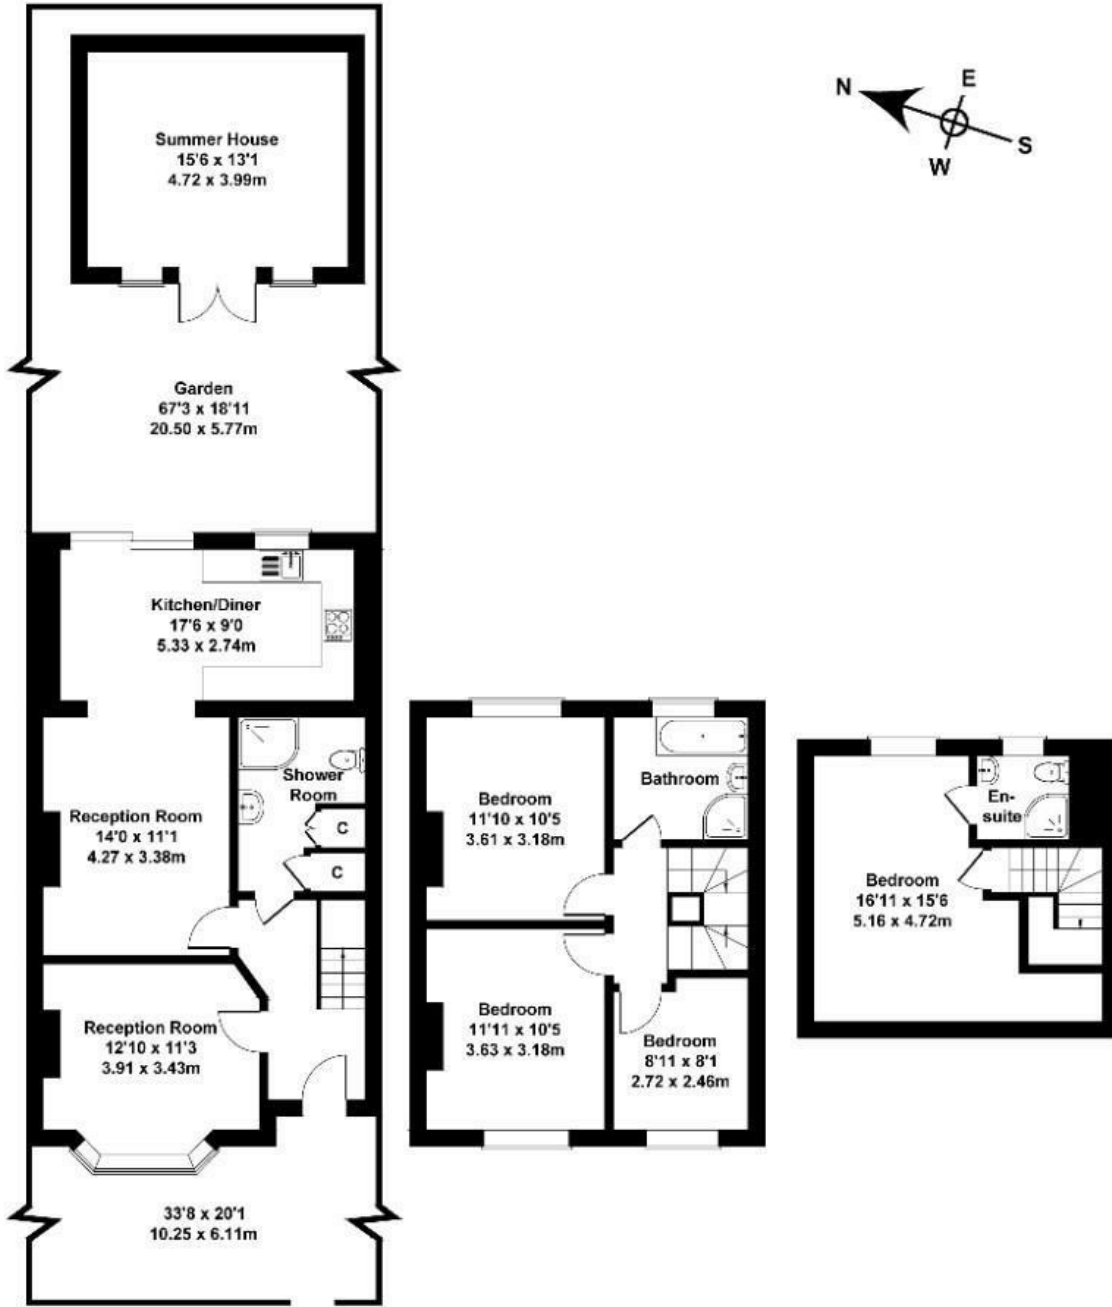 Summer House
15'6 x 13'1
4.72 x 3.99m
N
E
S
W
Garden
67'3 x 18'11
20.50 x 5.77m
Kitchen/Diner
17'6 x 9'0
5.33 x 2.74m
Shower
Room
C
C
Reception Room
14'0 x 11'1
4.27 x 3.38m
Reception Room
12'10 x 11'3
3.91 x 3.43m
33'8 x 20'1
10.25 x 6.11m
Bedroom
11'10 x 10'5
3.61 x 3.18m
Bathroom
Bedroom
11'11 x 10'5
3.63 x 3.18m
Bedroom
8'11 x 8'1
2.72 x 2.46m
En-
suite
Bedroom
16'11 x 15'6
5.16 x 4.72m